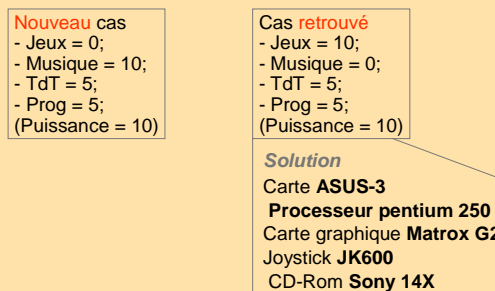 Nouveau cas
- Jeux = 0;
- Musique = 10;
- TdT = 5;
- Prog = 5;
(Puissance = 10)
Cas retrouvé
- Jeux = 10;
- Musique = 0;
- TdT = 5;
- Prog = 5;
(Puissance = 10)
Solution
Carte ASUS-3
Processeur pentium 250
Carte graphique Matrox
Joystick JK600
CD-Rom Sony 14X